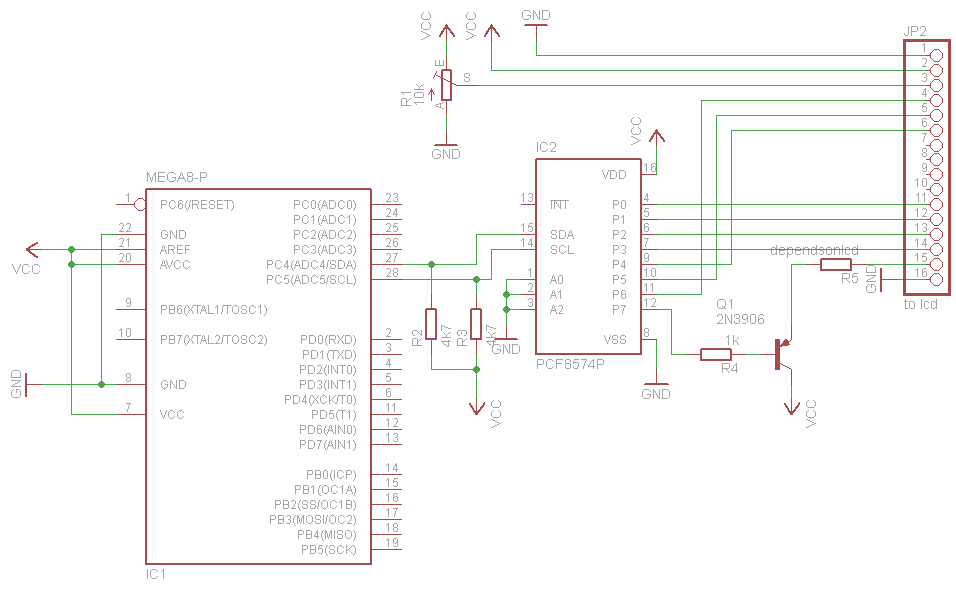 VCC
VCC
GND
JP2
1
2
3
4
5
6
7
8
9
10
11
12
13
14
15
16
to lcd
E
S
A
R1
10k
GND
MEGA8-P
1 PC6(/RESET)
22 GND
21 AREF
20 AVCC
9 PB6(XTAL1/TOSC1)
10 PB7(XTAL2/TOSC2)
8 GND
7 VCC
PC0(ADC0) 23
PC1(ADC1) 24
PC2(ADC2) 25
PC3(ADC3) 26
PC4(ADC4/SDA) 27
PC5(ADC5/SCL) 28
PD0(RXD) 2
PD1(TXD) 3
PD2(INT0) 4
PD3(INT1) 5
PD4(XCK/T0) 6
PD5(T1) 11
PD6(AIN0) 12
PD7(AIN1) 13
PB0(ICP) 14
PB1(OC1A) 15
PB2(SS/OC1B) 16
PB3(MOSI/OC2) 17
PB4(MISO) 18
PB5(SCK) 19
IC1
VCC
GND
R2
4k7
R3
4k7
VCC
GND
IC2
VCC
13 INT
15 SDA
14 SCL
1 A0
2 A1
3 A2
VDD 16
P0 4
P1 5
P2 6
P3 7
P4 9
P5 10
P6 11
P7 12
VSS 8
PCF8574P
GND
dependsonlcd
R5
GND
Q1
2N3906
1k
R4
VCC